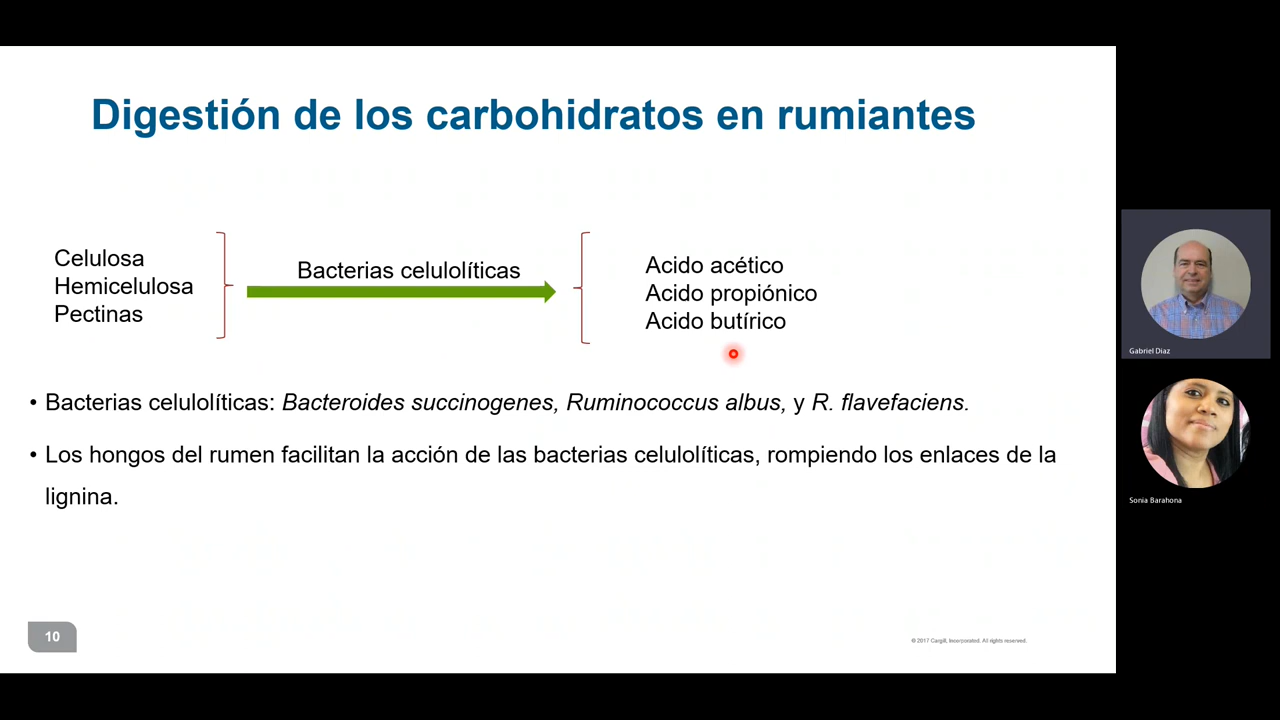 Digestión de los carbohidratos en rumiantes
Celulosa
Hemicelulosa
Pectinas
Bacterias celulolíticas
Acido acético
Acido propiónico
Acido butírico
• Bacterias celulolíticas: Bacteroides succinogenes, Ruminococcus albus, y R. flavefaciens.
• Los hongos del rumen facilitan la acción de las bacterias celulolíticas, rompiendo los enlaces de la
lignina.
10
© 2017 Cargill, Incorporated. All rights reserved.
Gabriel Diaz
Sonia Barahona